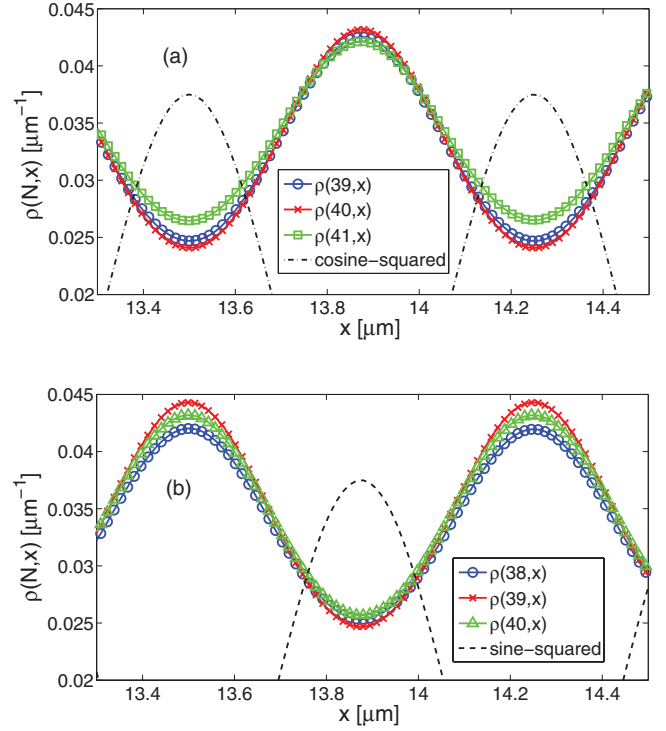 0.045
(a)
0.04
0.035
ρ(N,x) [μm⁻¹]
ρ(39,x)
ρ(40,x)
ρ(41,x)
cosine−squared
0.03
0.025
0.02
13.4 13.6 13.8 14 14.2 14.4
x [μm]
0.045
0.04
(b)
0.035
ρ(N,x) [μm⁻¹]
0.03
ρ(38,x)
ρ(39,x)
ρ(40,x)
sine−squared
0.025
0.02
13.4 13.6 13.8 14 14.2 14.4
x [μm]